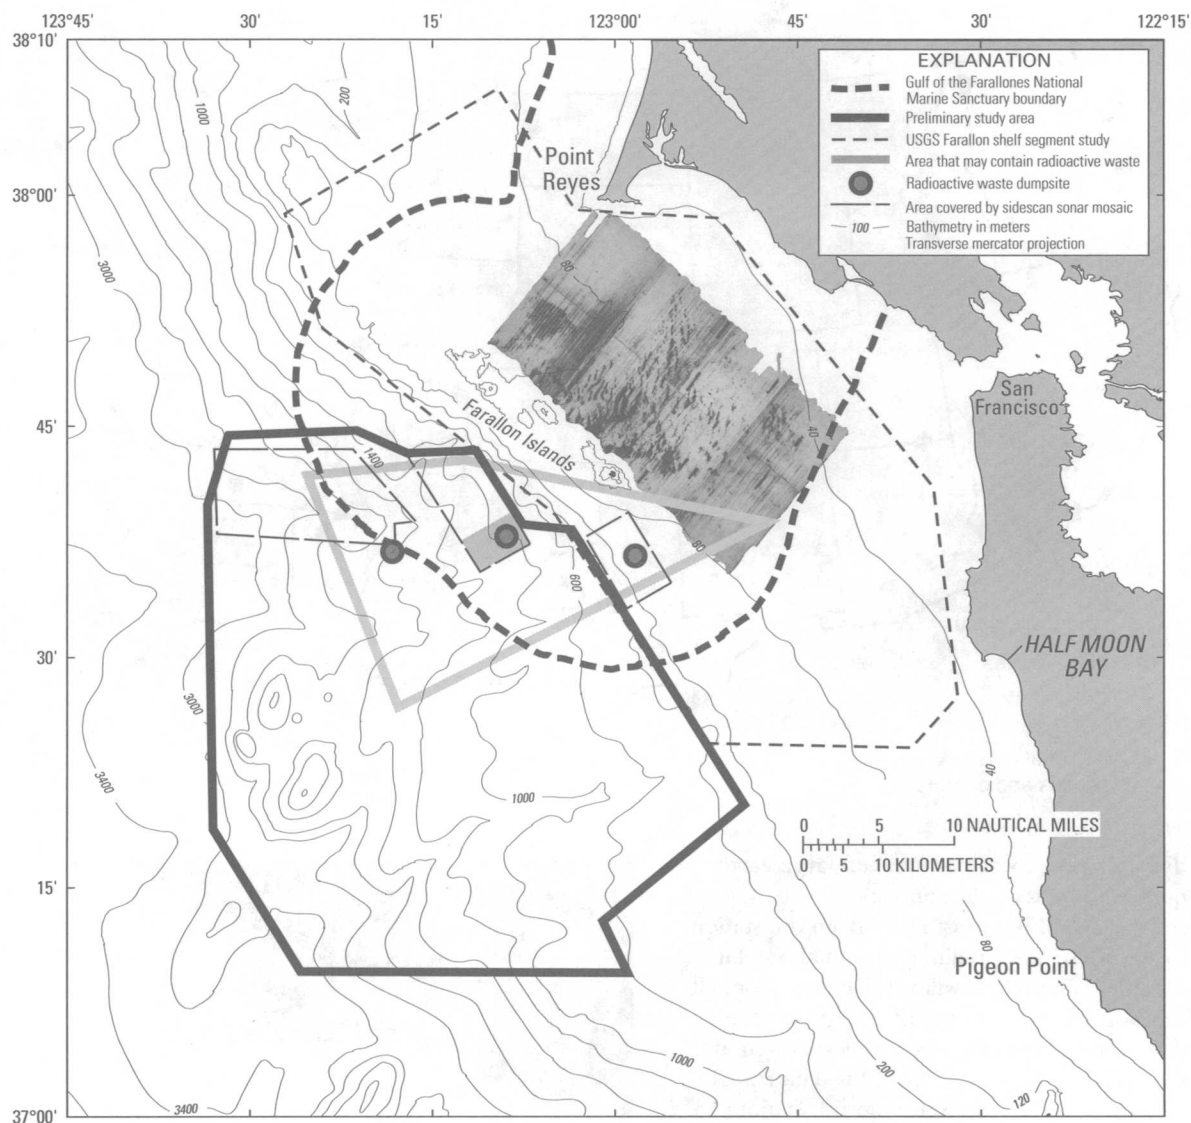 123°45'
30'
15'
123°00'
45'
30'
122°15'
38°10'
38°00'
45'
30'
15'
37°00'
EXPLANATION
Gulf of the Farallones National
Marine Sanctuary boundary
Preliminary study area
USGS Farallon shelf segment study
Area that may contain radioactive waste
Radioactive waste dumpsite
Area covered by sidescan sonar mosaic
100 Bathymetry in meters
Transverse mercator projection
1000
200
Point
Reyes
3000
80
San
Francisco
Farallon Islands
40
1400
80
600
HALF MOON
BAY
3000
3400
1000
40
0 5 10 NAUTICAL MILES
0 5 10 KILOMETERS
80
Pigeon Point
1000
200
120
3400